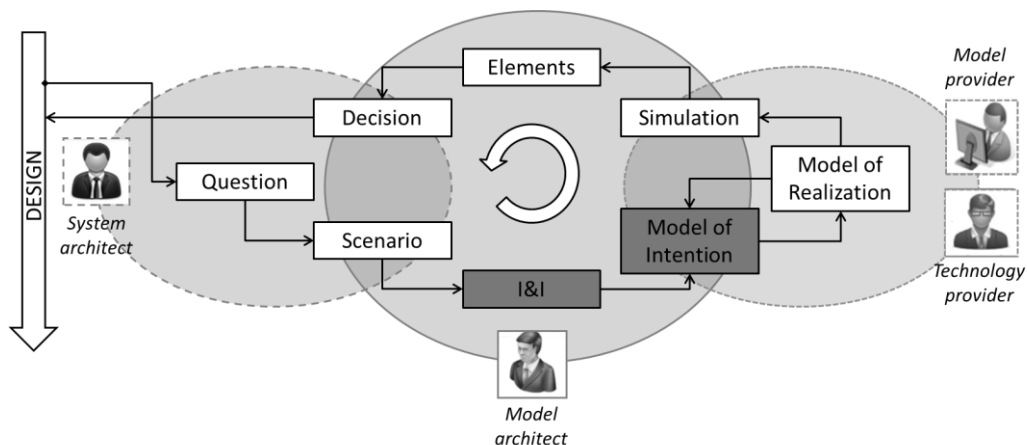 DESIGN
System
architect
Question
Decision
Scenario
Elements
I&I
Simulation
Model of
Intention
Model of
Realization
Model
architect
Model
provider
Technology
provider